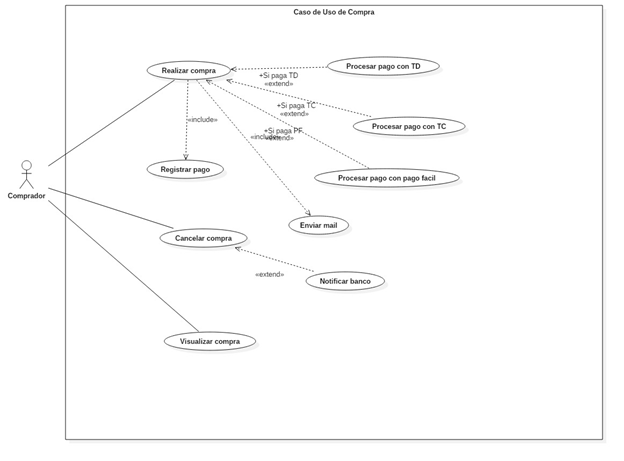 Caso de Uso de Compra
Realizar compra
Procesar pago con TD
+Si paga TD
«extend»
+Si paga TC
«extend»
Procesar pago con TC
«include»
+Si paga PF
«extend»
«include»
Comprador
Registrar pago
Procesar pago con pago facil
Enviar mail
Cancelar compra
«extend»
Notificar banco
Visualizar compra